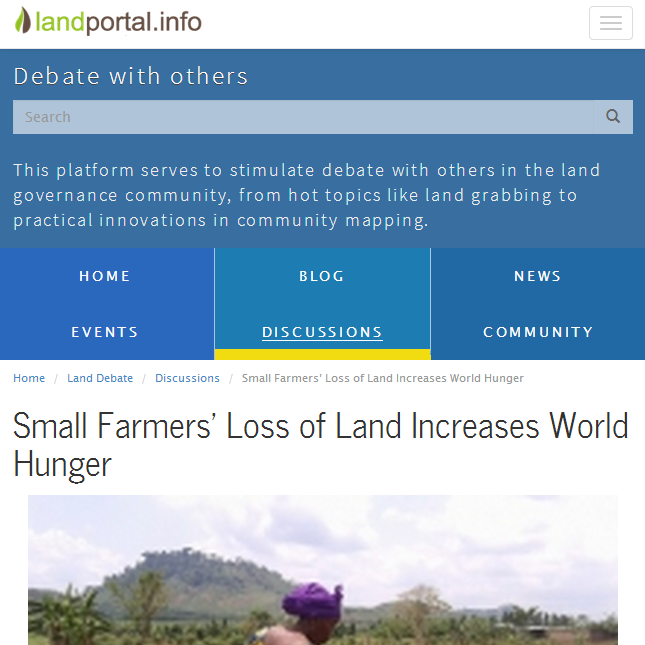 landportal.info
Debate with others
Search
This platform serves to stimulate debate with others in the land
governance community, from hot topics like land grabbing to
practical innovations in community mapping.
HOME BLOG NEWS
EVENTS DISCUSSIONS COMMUNITY
Home / Land Debate / Discussions / Small Farmers' Loss of Land Increases World Hunger
Small Farmers’ Loss of Land Increases World
Hunger